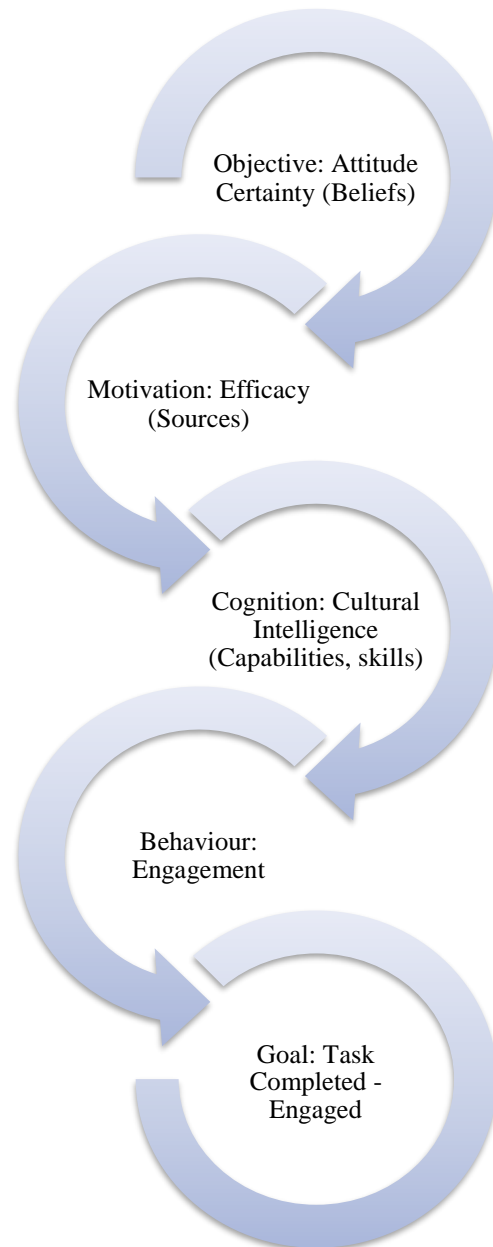 Objective: Attitude
Certainty (Beliefs)
Motivation: Efficacy
(Sources)
Cognition: Cultural
Intelligence
(Capabilities, skills)
Behaviour:
Engagement
Goal: Task
Completed -
Engaged